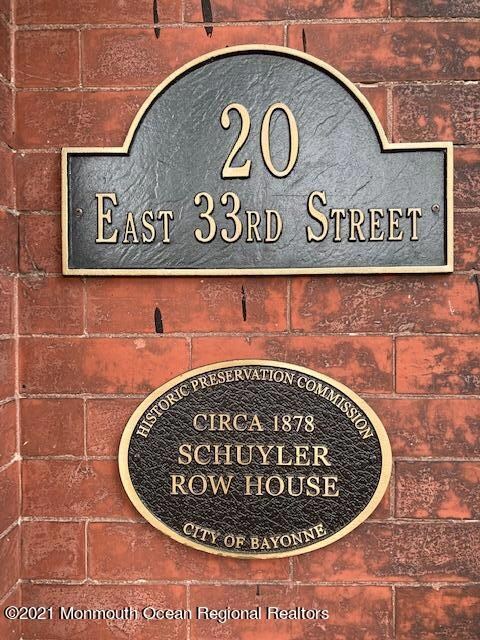 20
EAST 33RD STREET
HISTORIC PRESERVATION COMMISSION
CIRCA 1878
SCHUYLER
ROW HOUSE
CITY OF BAYONNE
©2021 Monmouth Ocean Regional Realtors